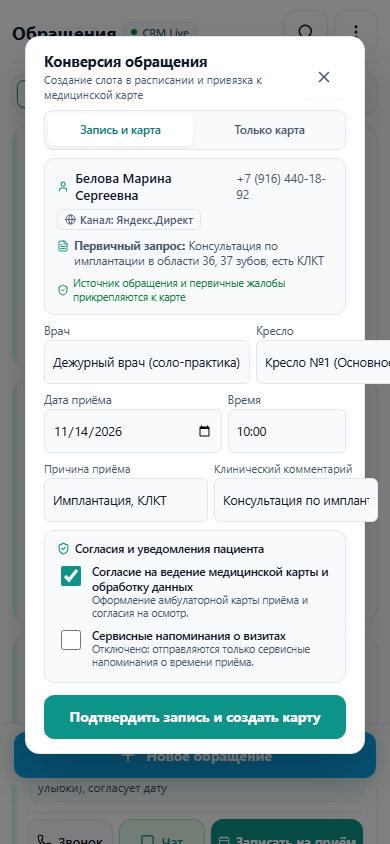 Обращения
CRM Live
Конверсия обращения
Создание слота в расписании и привязка к
медицинской карте
Запись и карта
Только карта
Белова Марина
Сергеевна
+7 (916) 440-18-
92
Канал: Яндекс.Директ
Первичный запрос: Консультация по
имплантации в области 36, 37 зубов, есть КЛКТ
Источник обращения и первичные жалобы
прикрепляются к карте
Врач
Кресло
Дежурный врач (соло-практика)
Кресло №1 (Основное
Дата приёма
Время
11/14/2026
10:00
Причина приёма
Клинический комментарий
Имплантация, КЛКТ
Консультация по имплант
Согласия и уведомления пациента
Согласие на ведение медицинской карты и
обработку данных
Оформление амбулаторной карты приёма и
согласия на осмотр.
Сервисные напоминания о визитах
Отключено: отправляются только сервисные
напоминания о времени приёма.
Подтвердить запись и создать карту
Новое обращение
улыбки), согласует дату
Звонок
Чат
Записать на приём